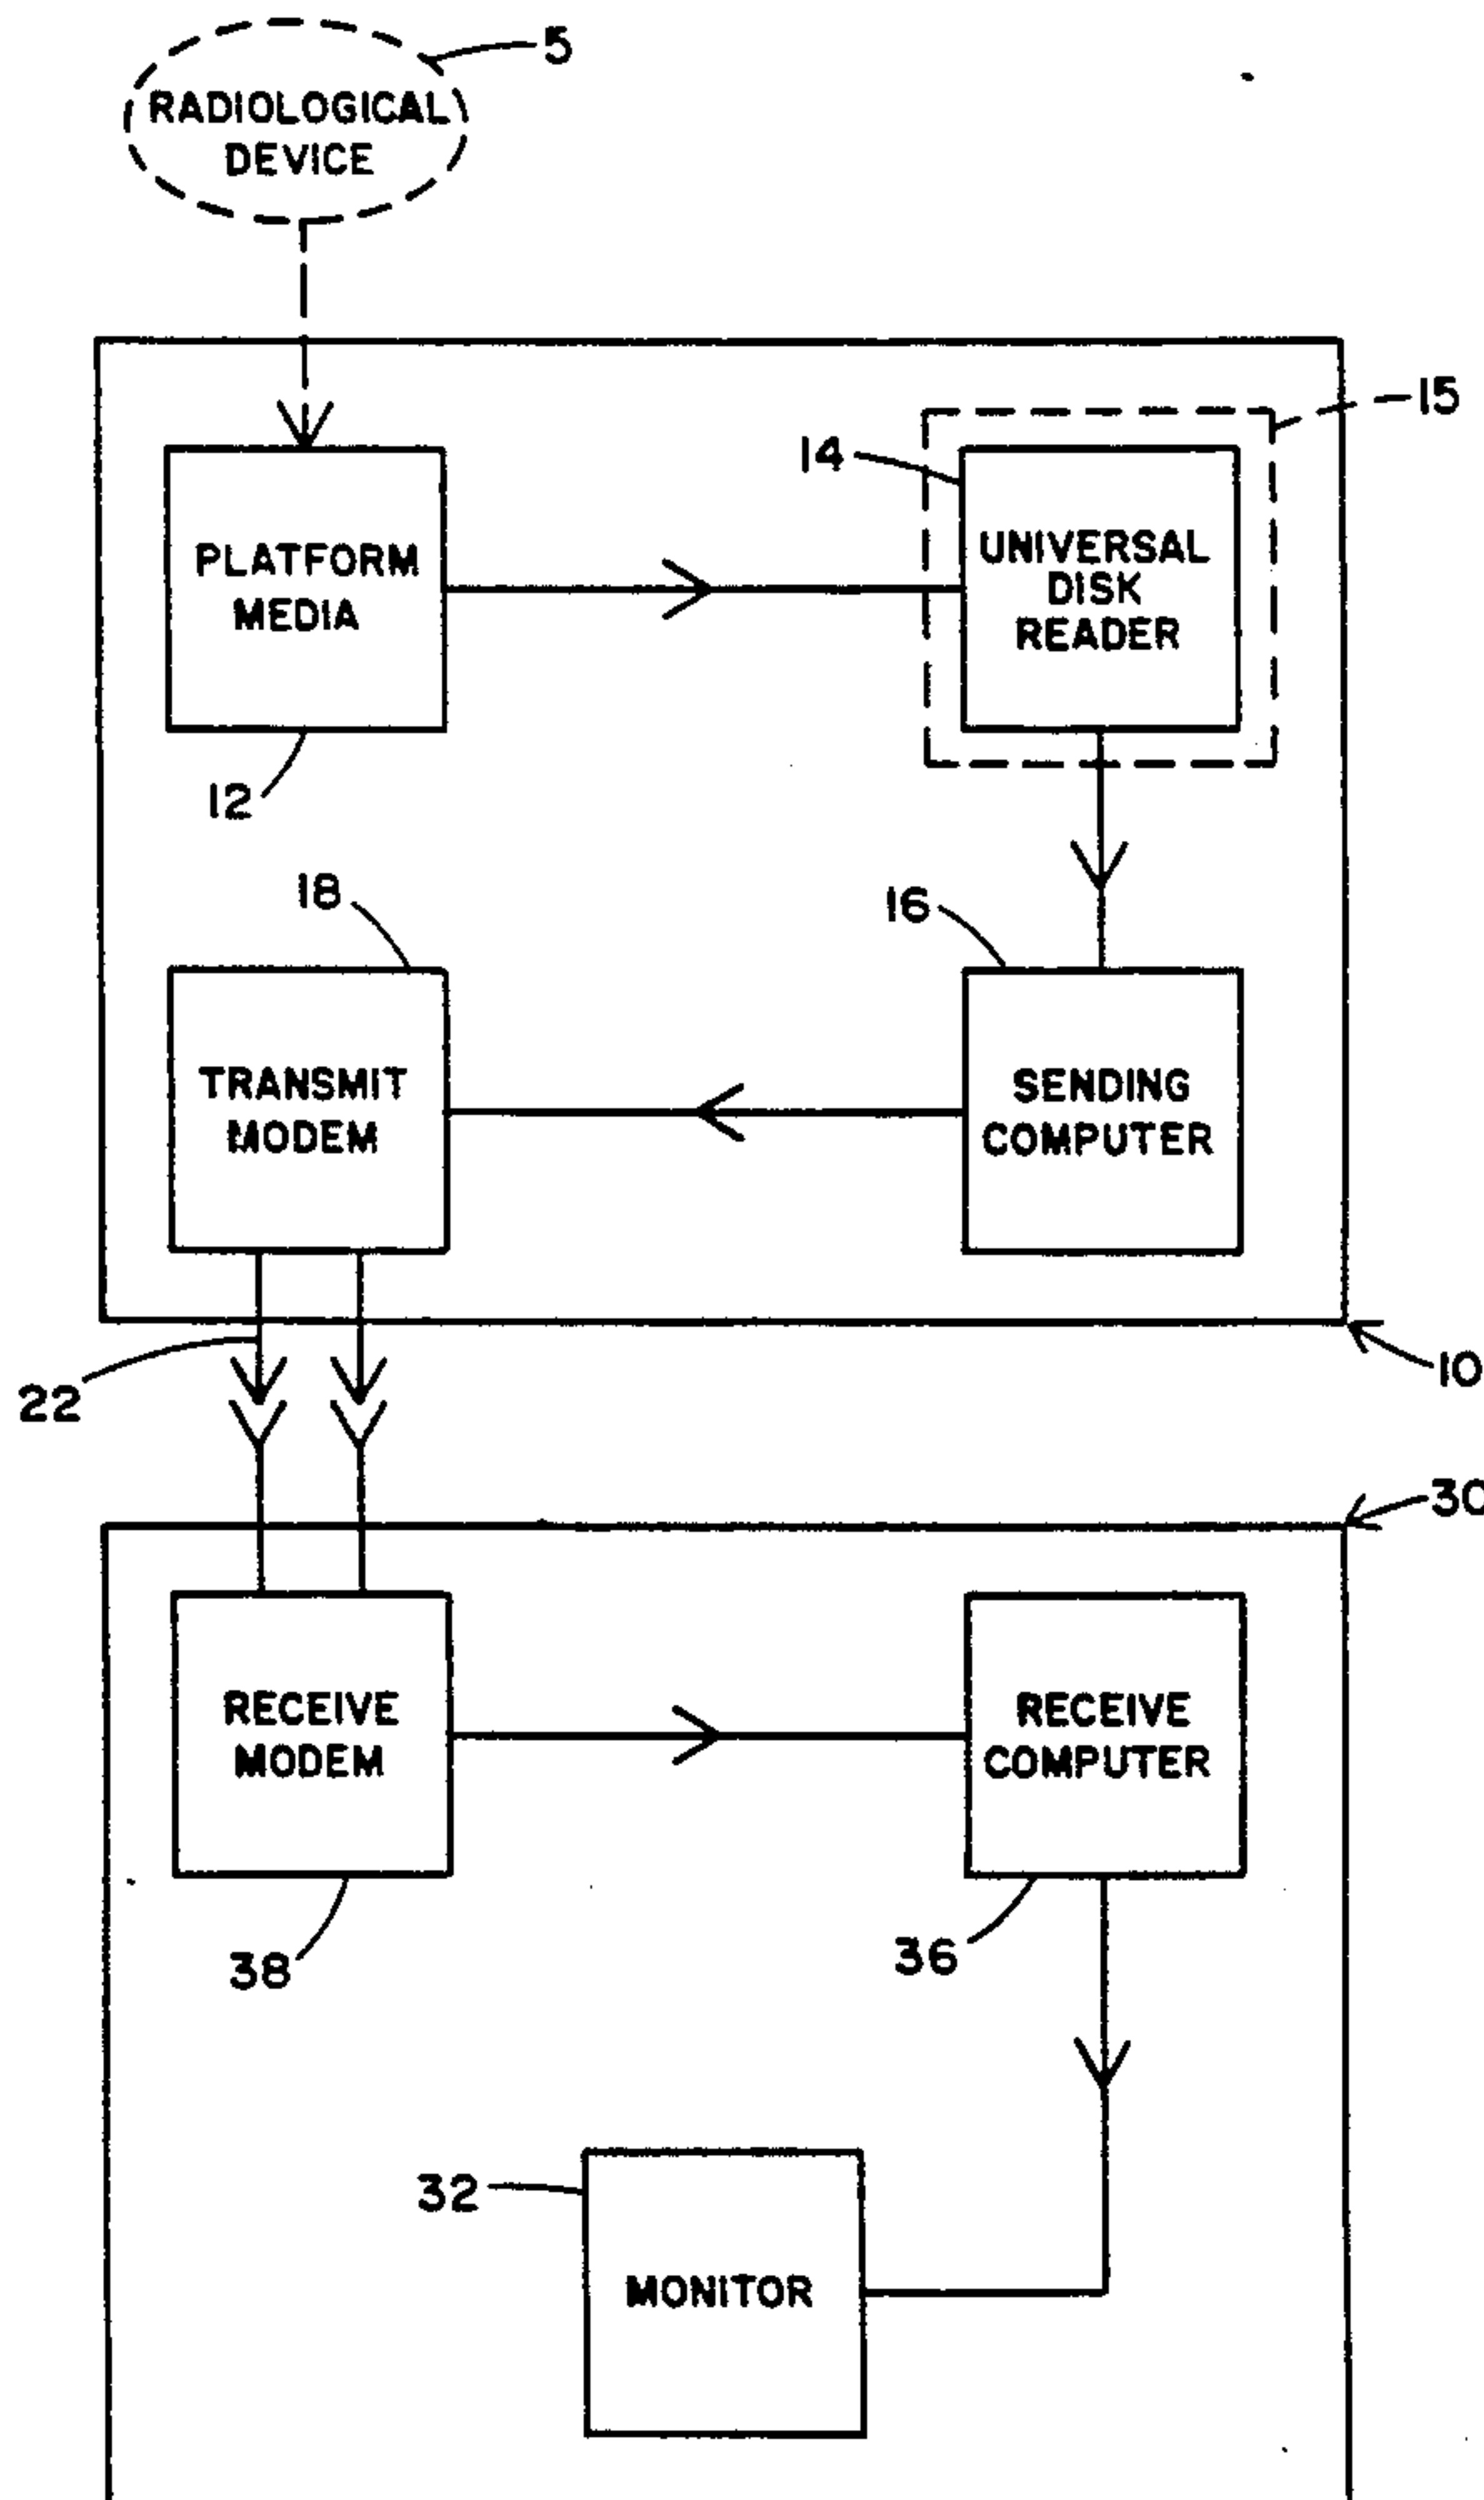 5
RADIOLOGICAL
DEVICE
15
14
PLATFORM
MEDIA
UNIVERSAL
DISK
READER
12
18
16
TRANSMIT
MODEM
SENDING
COMPUTER
22
10
30
RECEIVE
MODEM
RECEIVE
COMPUTER
38
36
32
MONITOR